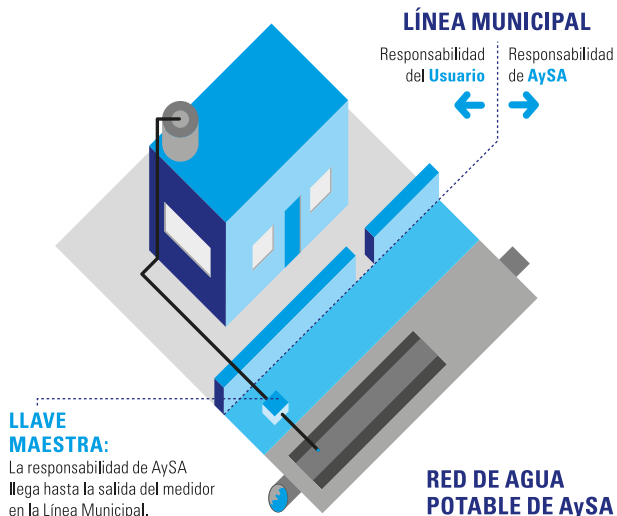 LÍNEA MUNICIPAL
Responsabilidad
del Usuario
Responsabilidad
de AySA
LLAVE
MAESTRA:
La responsabilidad de AySA
llega hasta la salida del medidor
en la Línea Municipal.
RED DE AGUA
POTABLE DE AySA